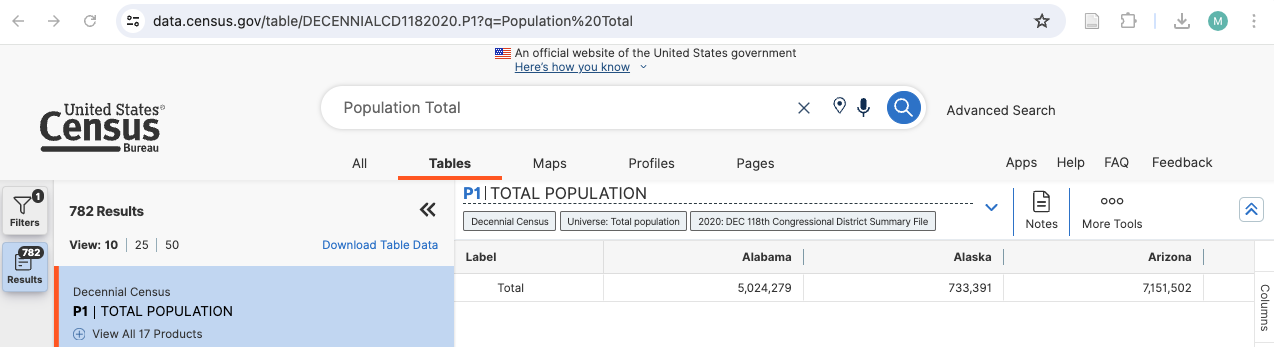 data.census.gov/table/DECENNIALCD1182020.P1?q=Population%20Total
M
An official website of the United States government
Here's how you know
United States®
Census
Bureau
Population Total
Advanced Search
All
Tables
Maps
Profiles
Pages
Apps
Help
FAQ
Feedback
1
Filters
782
Results
782 Results
View: 10 | 25 | 50
Download Table Data
Decennial Census
P1 | TOTAL POPULATION
View All 17 Products
P1 | TOTAL POPULATION
Decennial Census
Universe: Total population
2020: DEC 118th Congressional District Summary File
Notes
More Tools
Label Alabama Alaska Arizona
Total 5,024,279 733,391 7,151,502
Columns